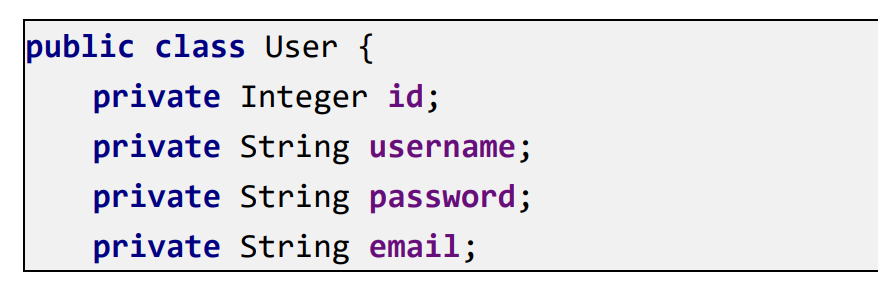 public class User {
    private Integer id;
    private String username;
    private String password;
    private String email;